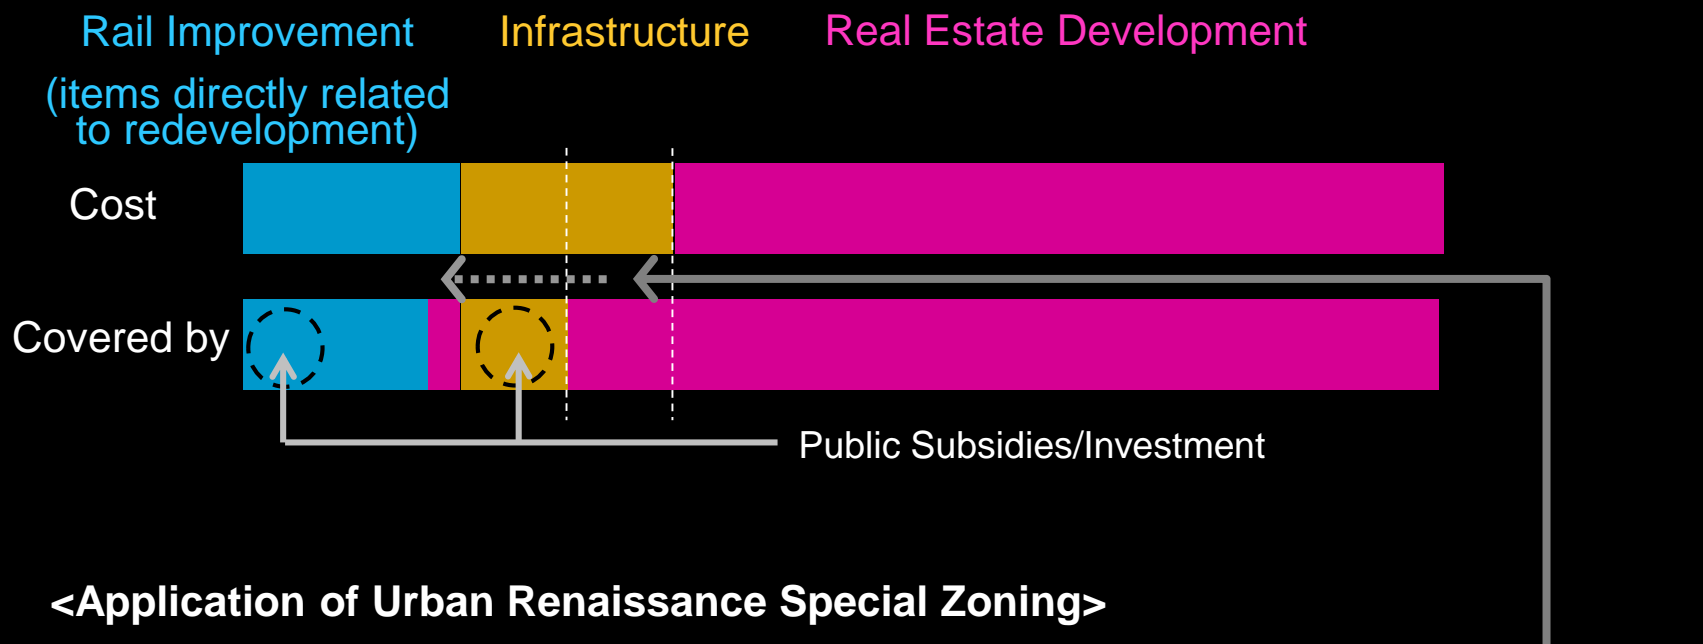 Rail Improvement
Infrastructure
Real Estate Development
(items directly related
to redevelopment)
Cost
Covered by
Public Subsidies/Investment
<Application of Urban Renaissance Special Zoning>